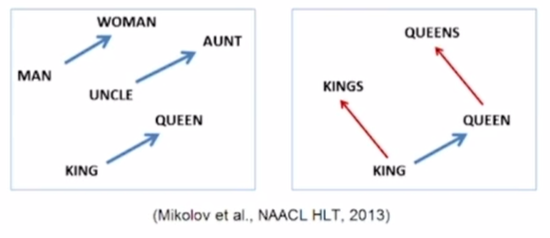 WOMAN
AUNT
MAN
UNCLE
QUEEN
KING
QUEENS
KINGS
QUEEN
KING
(Mikolov et al., NAACL HLT, 2013)